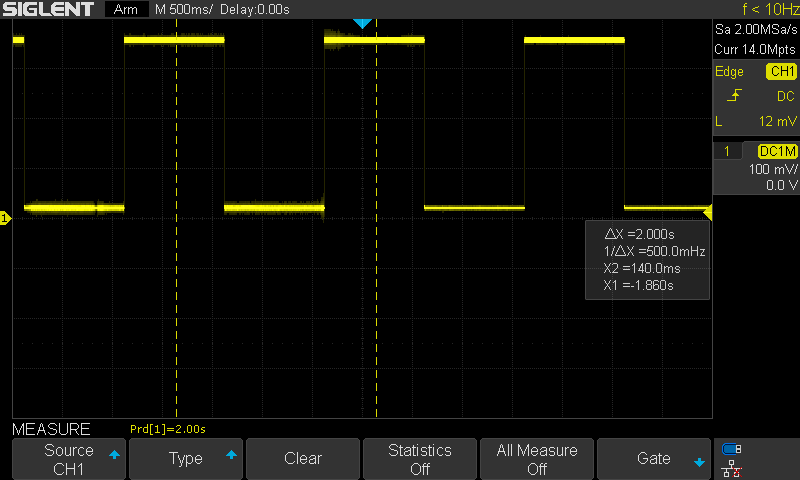 SIGLENT Arm M 500ms/ Delay:0.00s f < 10Hz
Sa 2.00MSa/s
Curr 14.0Mpts
Edge CH1
DC
L 12 mV
1 DC1M
100 mV/
0.0 V
1
△X =2.000s
1/△X =500.0mHz
X2 =140.0ms
X1 =-1.860s
MEASURE Prd[1]=2.00s
Source
CH1
Type
Clear
Statistics
Off
All Measure
Off
Gate